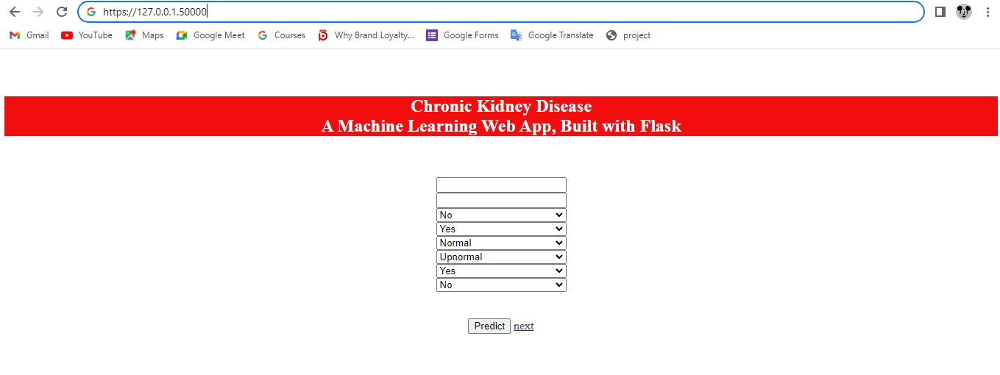 https://127.0.0.1.50000
Gmail YouTube Maps Google Meet Courses Why Brand Loyalty... Google Forms Google Translate project
Chronic Kidney Disease
A Machine Learning Web App, Built with Flask
No
Yes
Normal
Upnormal
Yes
No
Predict next